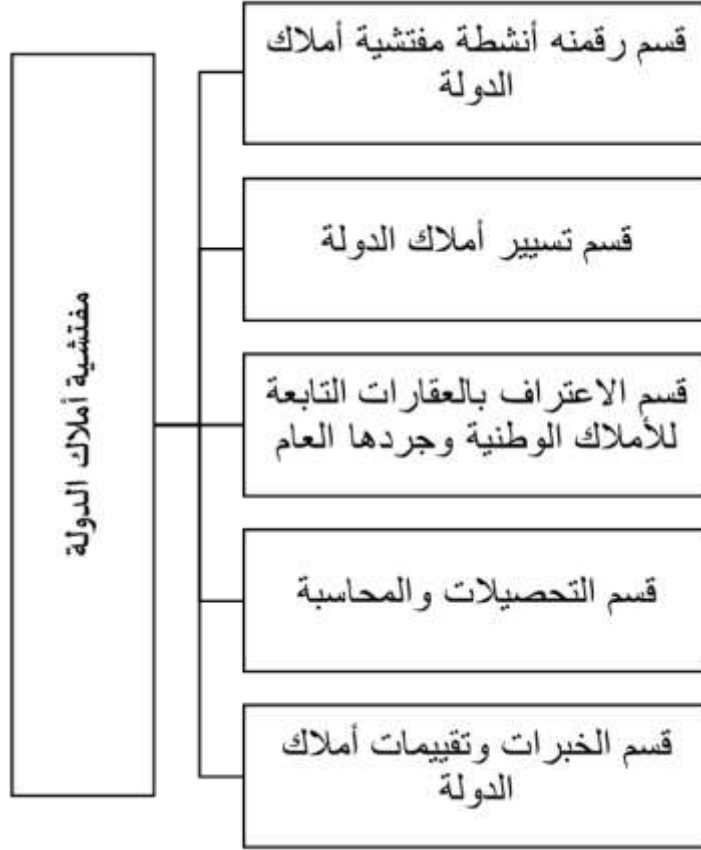 مفتشية أملاك الدولة
قسم رقمنه أنشطة مفتشية أملاك
الدولة
قسم تسيير أملاك الدولة
قسم الاعتراف بالعقارات التابعة
للأملاك الوطنية وجردها العام
قسم التحصيلات والمحاسبة
قسم الخبرات وتقييمات أملاك
الدولة